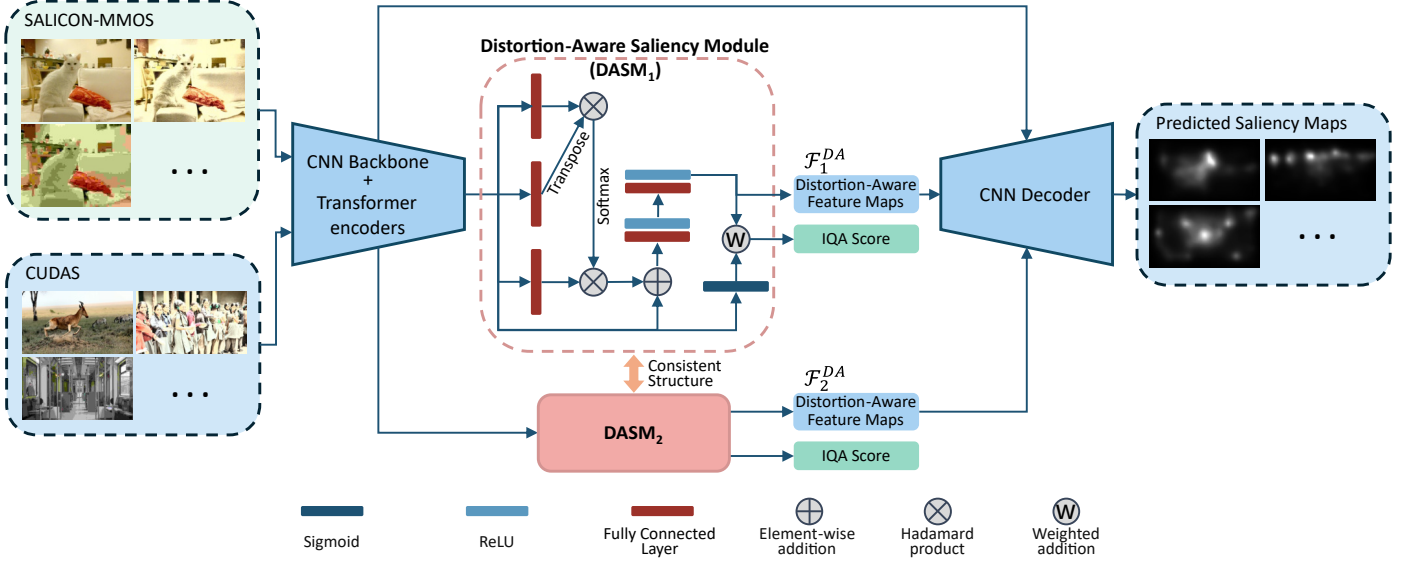 SALICON-MMOS
. . .
CUDAS
. . .
CNN Backbone
+
Transformer
encoders
Distortion-Aware Saliency Module
(DASM₁)
Transpose
Softmax
W
Consistent
Structure
DASM₂
ℱ₁ᴰᴬ
Distortion-Aware
Feature Maps
IQA Score
ℱ₂ᴰᴬ
Distortion-Aware
Feature Maps
IQA Score
CNN Decoder
Predicted Saliency Maps
. . .
Sigmoid
ReLU
Fully Connected
Layer
Element-wise
addition
Hadamard
product
W
Weighted
addition